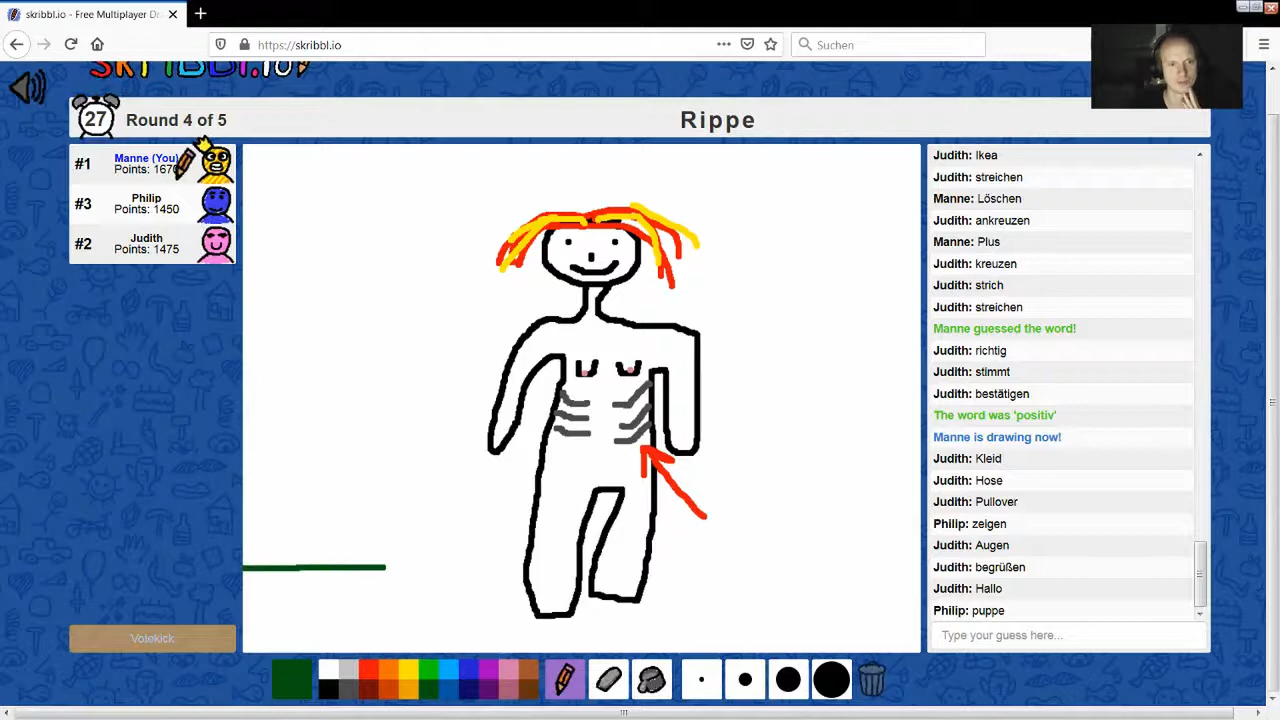 skribbl.io - Free Multiplayer Dr
https://skribbl.io
Suchen
SKRIBBL.IO
27
Round 4 of 5
Rippe
#1
Manne (You)
Points: 1670
#3
Philip
Points: 1450
#2
Judith
Points: 1475
Votekick
Judith: Ikea
Judith: streichen
Manne: Löschen
Judith: ankreuzen
Manne: Plus
Judith: kreuzen
Judith: strich
Judith: streichen
Manne guessed the word!
Judith: richtig
Judith: stimmt
Judith: bestätigen
The word was 'positiv'
Manne is drawing now!
Judith: Kleid
Judith: Hose
Judith: Pullover
Philip: zeigen
Judith: Augen
Judith: begrüßen
Judith: Hallo
Philip: puppe
Type your guess here...